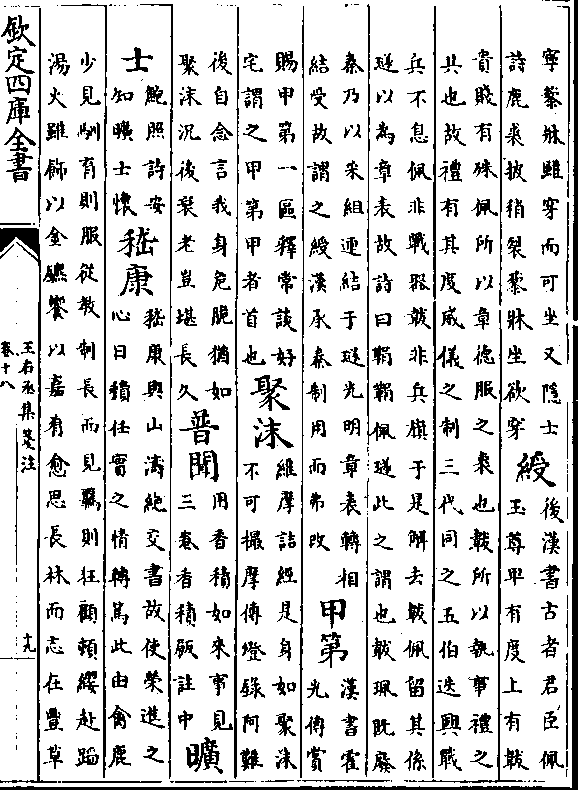 寧藜牀雖穿而可坐又隱士
詩鹿裘披稍裂藜牀坐欲穿
綬
後漢書古者君臣佩
玉尊卑有度上有韍
貴賤有殊佩所以章德服之衷也韍所以執事禮之
共也故禮有其度威儀之制三代同之五伯迭興戰
兵不息佩非戰器韍非兵旗于是解去韍佩留其係
璲以為章表故詩曰鞙鞙佩璲此之謂也韍珮既廢
秦乃以采組連結于璲光明章表轉相
結受故謂之綬漢承秦制用而弗改
甲第
漢書霍
光傳賞
賜甲第一區釋常談好
宅謂之甲第甲者首也
聚沫
維摩詰經是身如聚沫
不可撮摩傳燈錄阿難
後自念言我身危脆猶如
聚沫況後衰老豈堪長久
普聞
用香積如來事見
三卷香積飯註中
曠
士
鮑照詩安
知曠士懷
嵇康
嵇康與山濤絕交書故使榮進之
心日積任實之情轉篤此由禽鹿
少見馴育則服從教制長而見羈則狂顧頓纓赴蹈
湯火雖飾以金鑣饗以嘉肴愈思長林而志在豐草
欽定四庫全書
王右丞集箋注
卷十八
十九